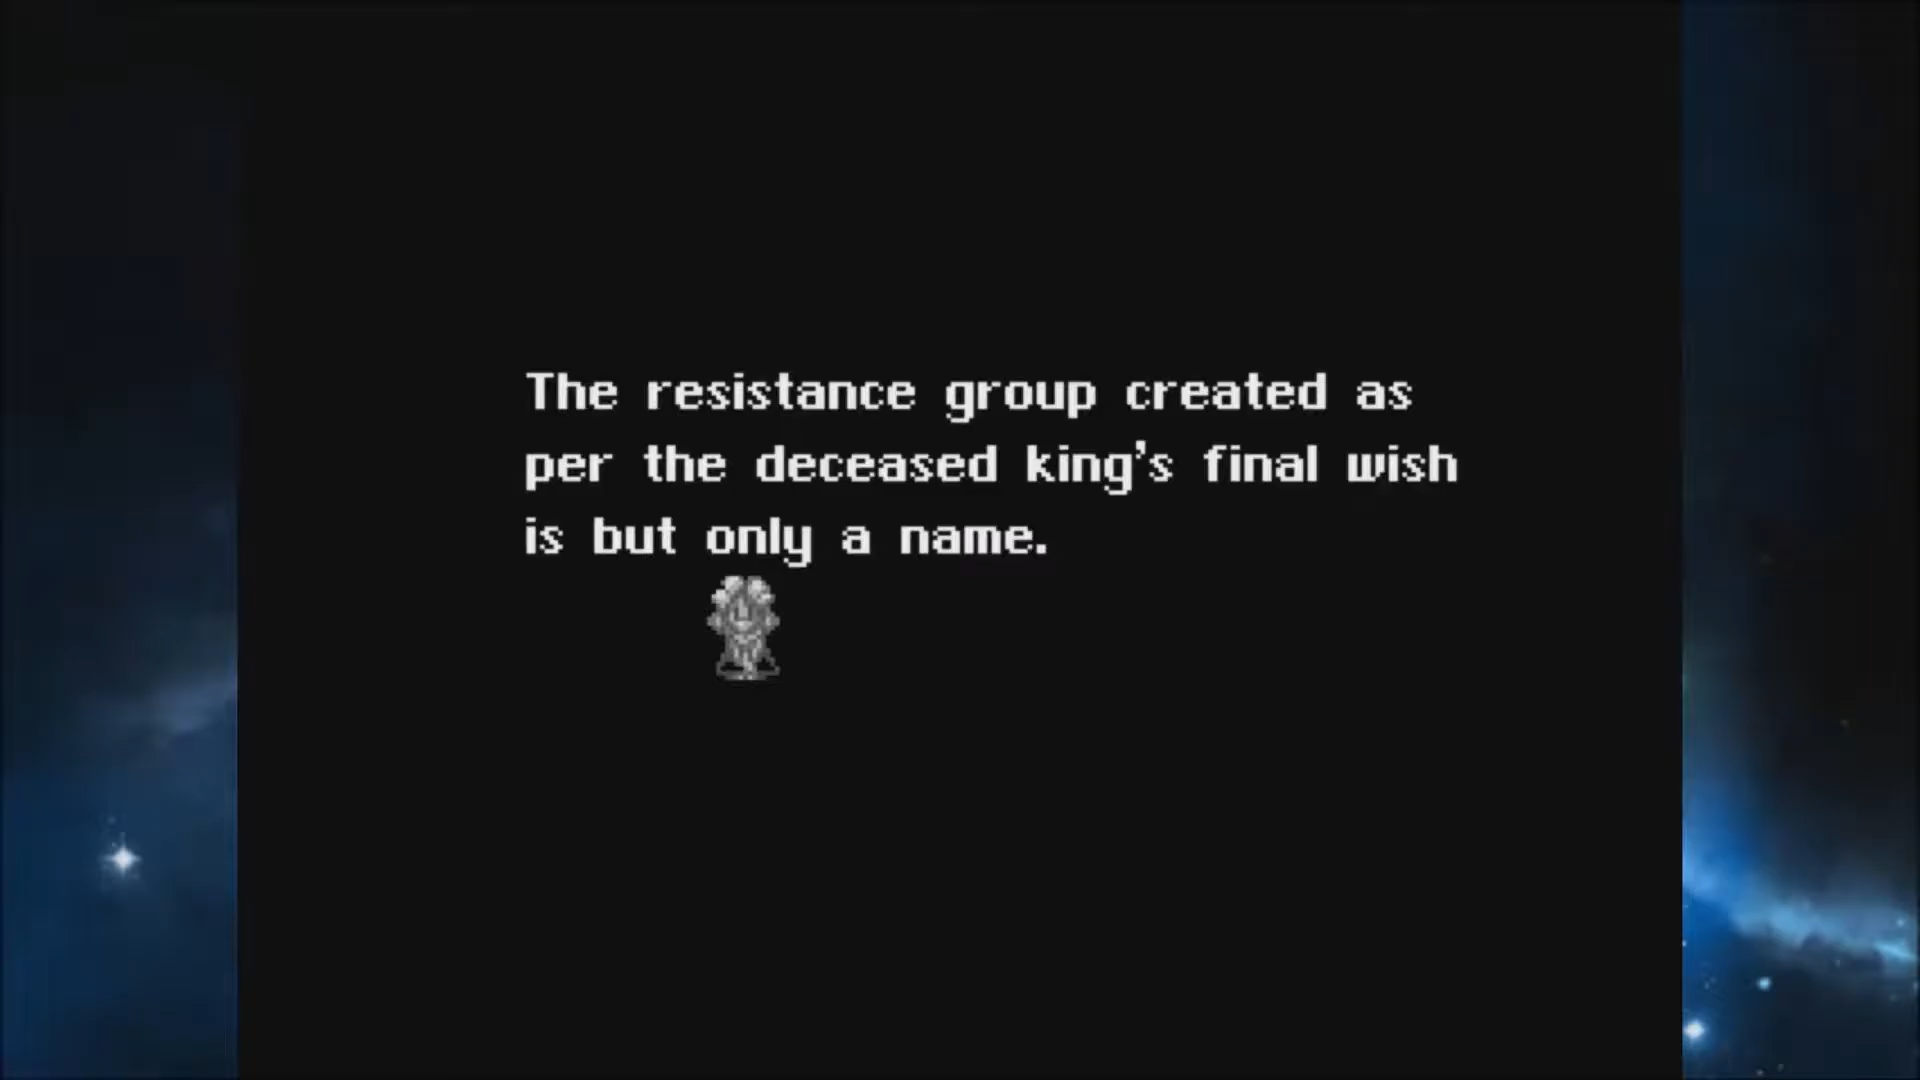 The resistance group created as
per the deceased king's final wish
is but only a name.